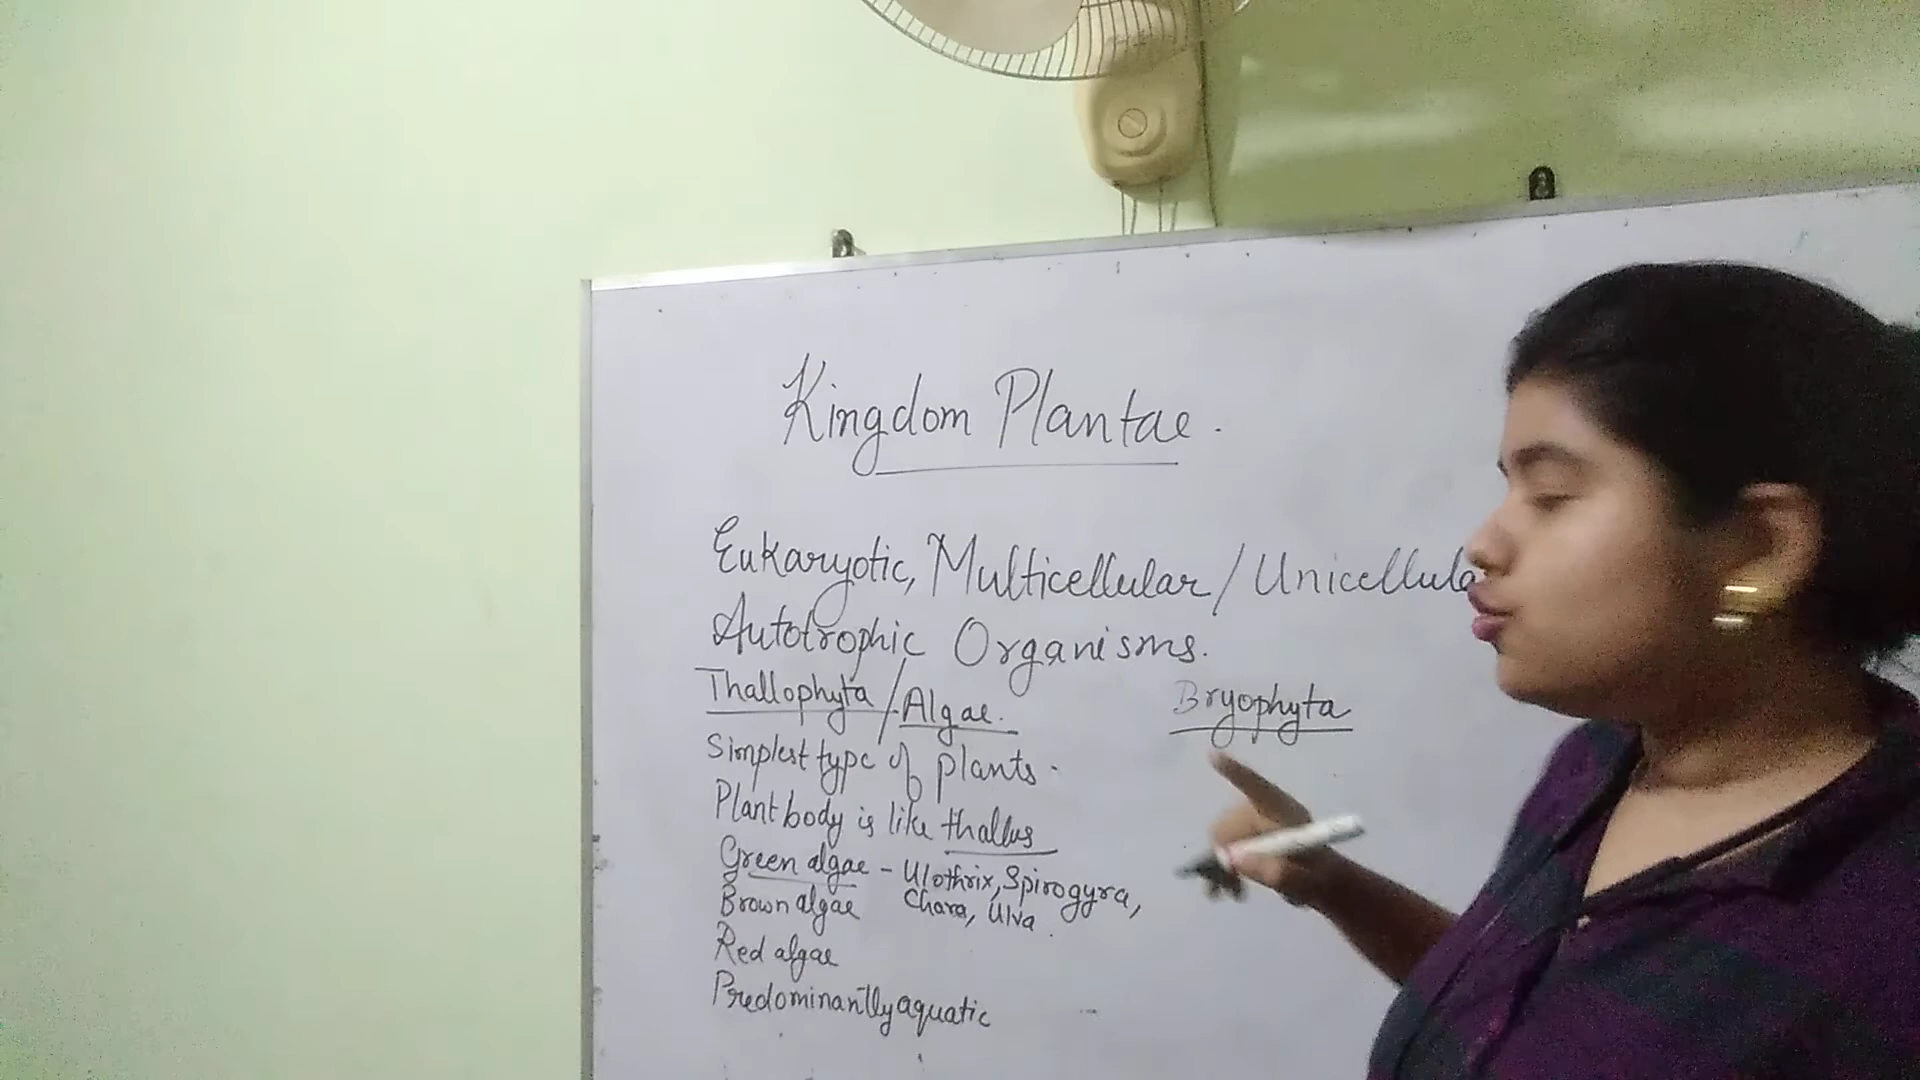 Kingdom Plantae.
Eukaryotic, Multicellular / Unicellula
Autotrophic Organisms.
Thallophyta / Algae.
Simplest type of plants.
Plant body is like thallus
Green algae - Ulothrix, Spirogyra,
Chara, Ulva.
Brown algae
Red algae
Predominantly aquatic
Bryophyta